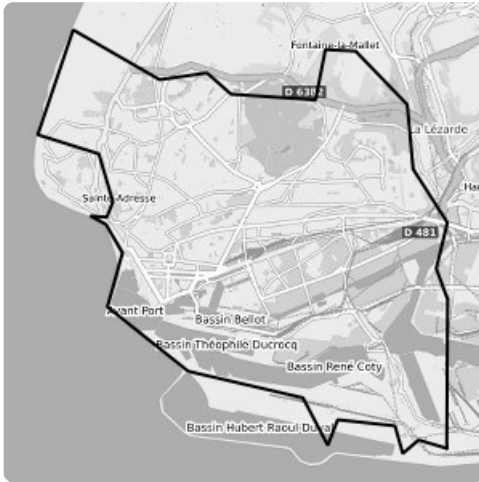 Fontaine-la-Mallet
D 6382
La Lézarde
Ha
Sainte-Adresse
D 481
Avant Port
Bassin Bellot
Bassin Théophile Ducrocq
Bassin René Coty
Bassin Hubert Raoul-Duval